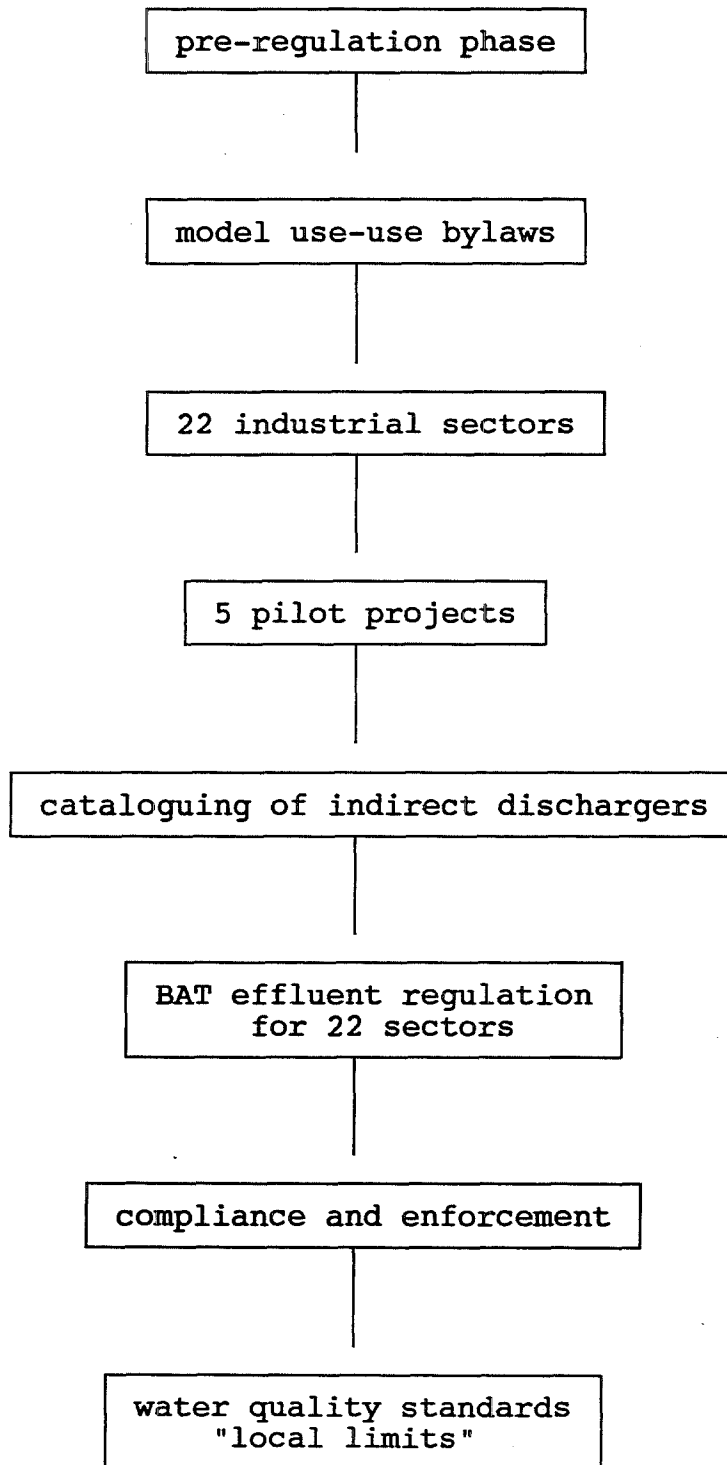 pre-regulation phase
model use-use bylaws
22 industrial sectors
5 pilot projects
cataloguing of indirect dischargers
BAT effluent regulation
for 22 sectors
compliance and enforcement
water quality standards
"local limits"